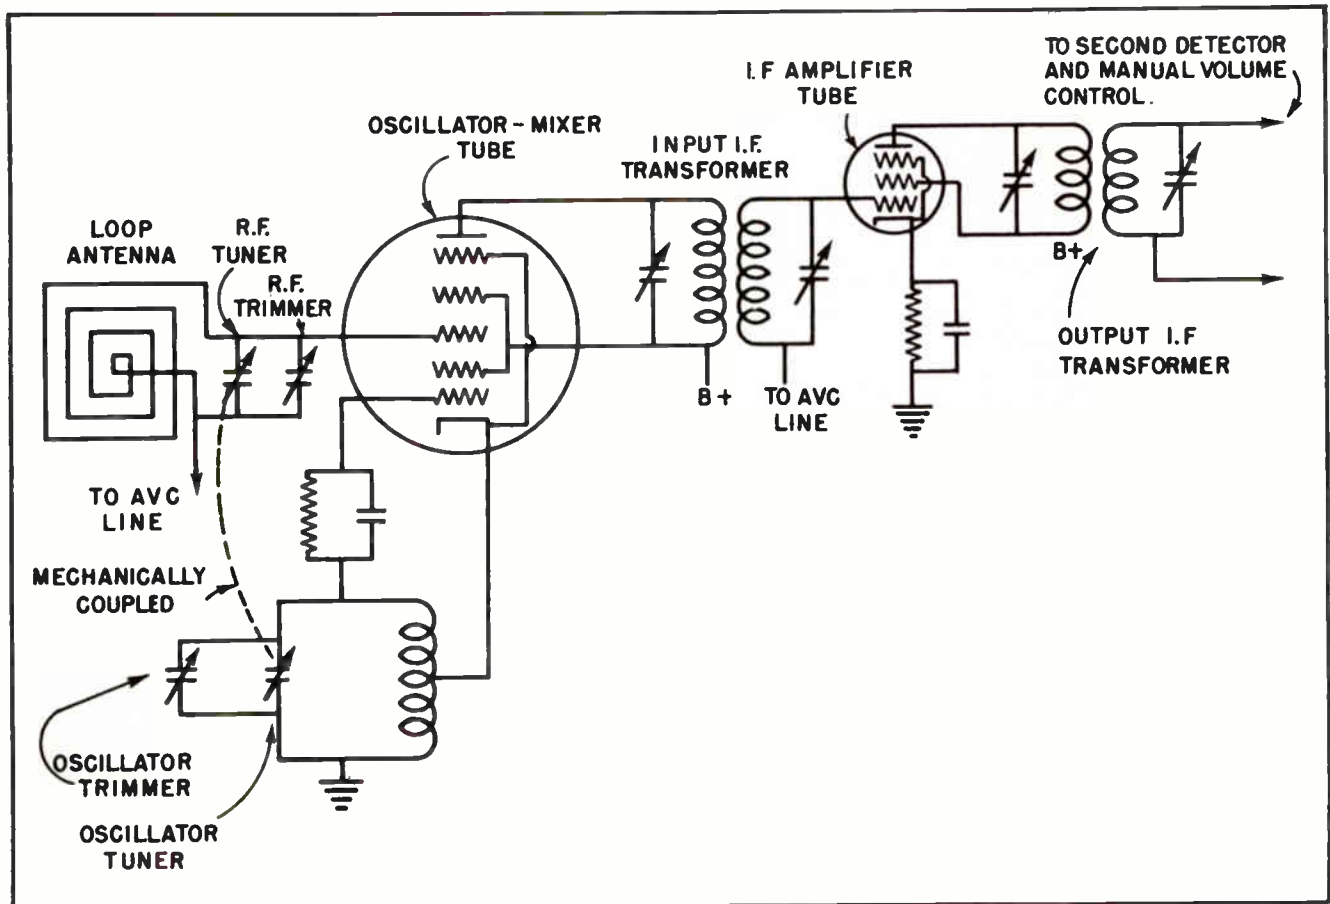 TO SECOND DETECTOR
AND MANUAL VOLUME
CONTROL.
I.F AMPLIFIER
TUBE
OSCILLATOR - MIXER
TUBE
INPUT I.F.
TRANSFORMER
LOOP
ANTENNA
R.F.
TUNER
R.F.
TRIMMER
B+
OUTPUT I.F
TRANSFORMER
B+
TO AVC
LINE
TO AVC
LINE
MECHANICALLY
COUPLED
OSCILLATOR
TRIMMER
OSCILLATOR
TUNER